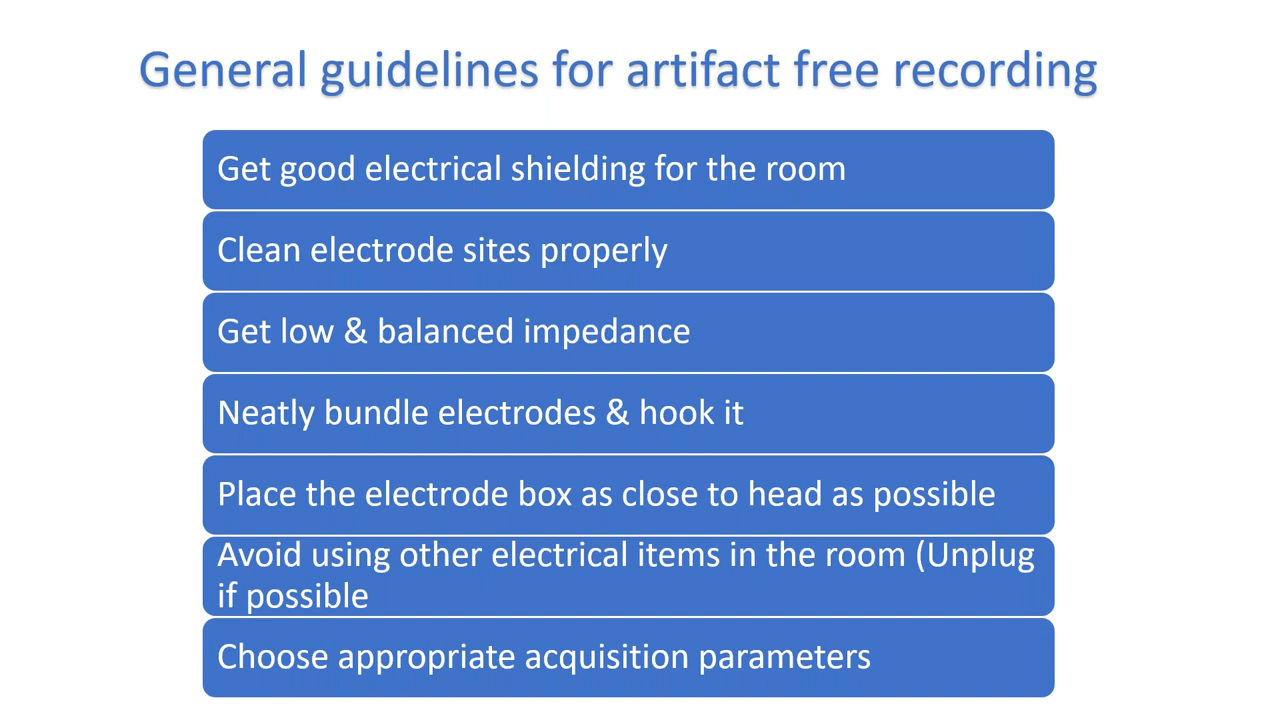 General guidelines for artifact free recording
Get good electrical shielding for the room
Clean electrode sites properly
Get low & balanced impedance
Neatly bundle electrodes & hook it
Place the electrode box as close to head as possible
Avoid using other electrical items in the room (Unplug
if possible
Choose appropriate acquisition parameters